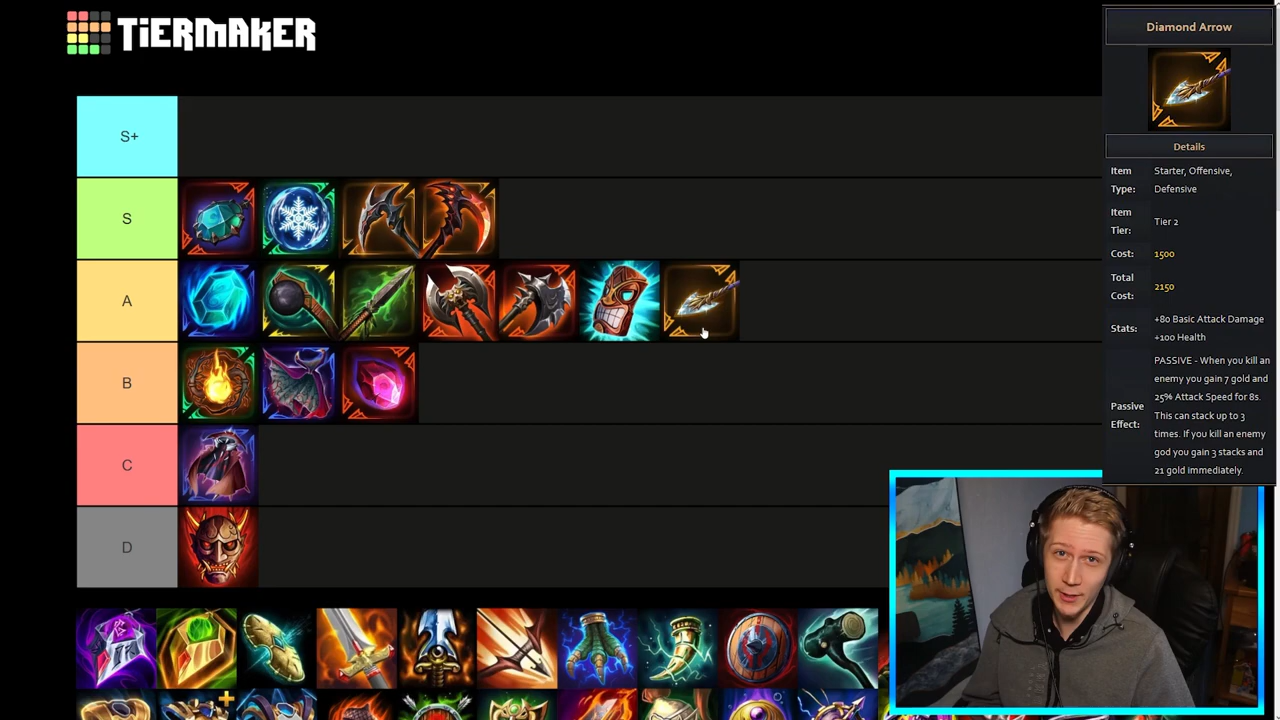 TiERMAKER
S+
S
A
B
C
D
Diamond Arrow
Details
Item Type:
Starter, Offensive, Defensive
Item Tier:
Tier 2
Cost:
1500
Total Cost:
2150
Stats:
+80 Basic Attack Damage
+100 Health
Passive Effect:
PASSIVE - When you kill an
enemy you gain 7 gold and
25% Attack Speed for 8s.
This can stack up to 3
times. If you kill an enemy
god you gain 3 stacks and
21 gold immediately.